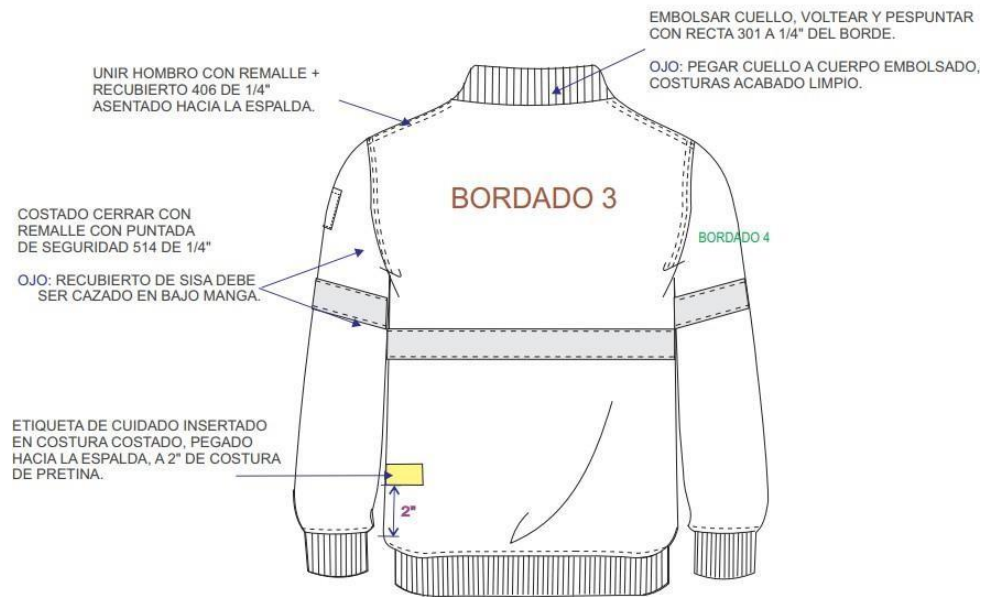 EMBOLSAR CUELLO, VOLTEAR Y PESPUNTAR
CON RECTA 301 A 1/4" DEL BORDE.
OJO: PEGAR CUELLO A CUERPO EMBOLSADO,
COSTURAS ACABADO LIMPIO.
UNIR HOMBRO CON REMALLE +
RECUBIERTO 406 DE 1/4"
ASENTADO HACIA LA ESPALDA.
BORDADO 3
COSTADO CERRAR CON
REMALLE CON PUNTADA
DE SEGURIDAD 514 DE 1/4"
OJO: RECUBIERTO DE SISA DEBE
SER CAZADO EN BAJO MANGA.
BORDADO 4
ETIQUETA DE CUIDADO INSERTADO
EN COSTURA COSTADO, PEGADO
HACIA LA ESPALDA, A 2" DE COSTURA
DE PRETINA.
2"